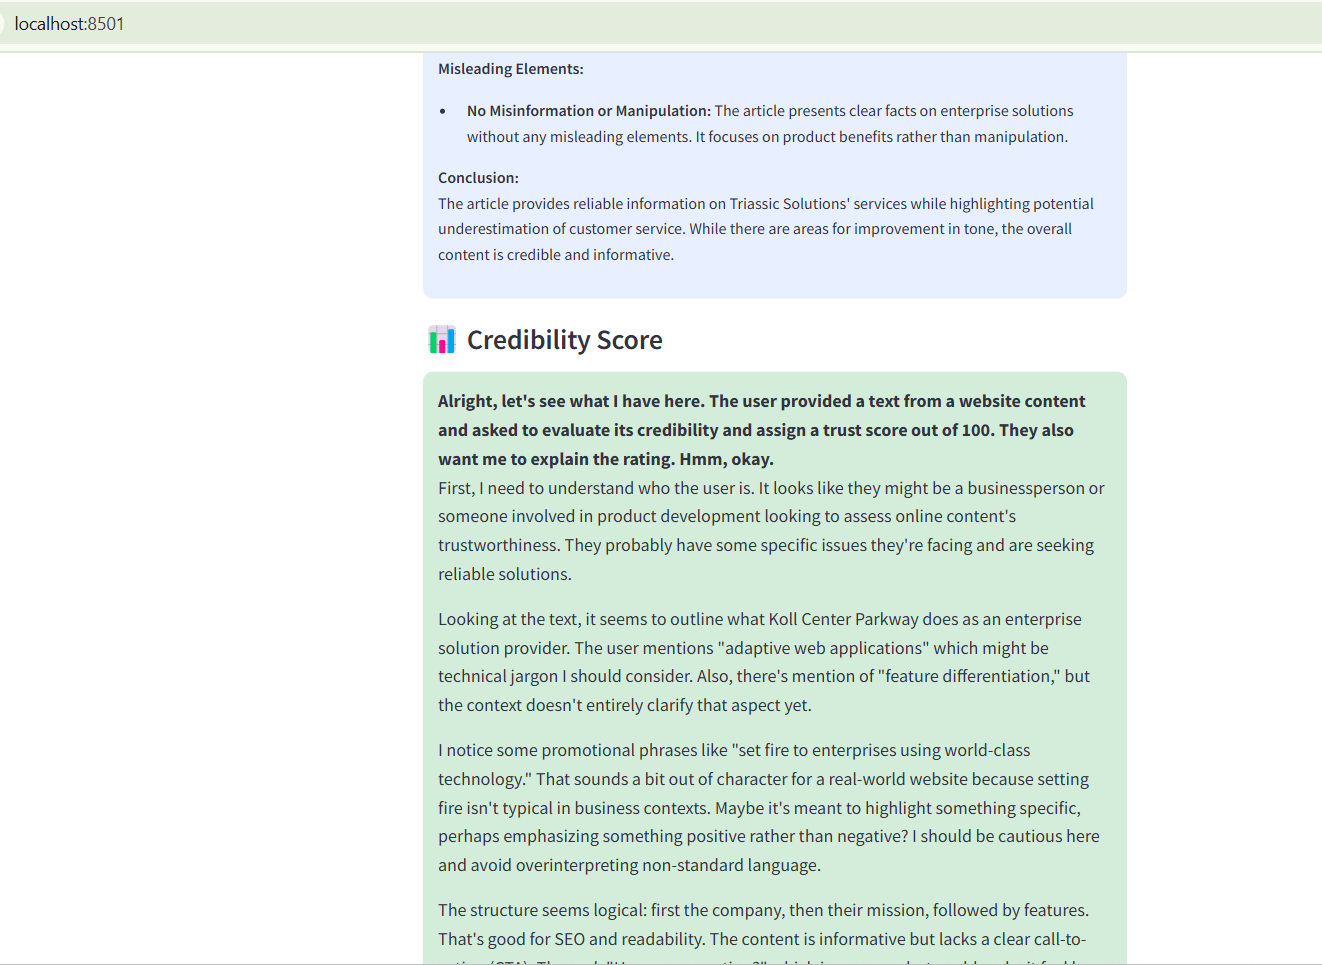 localhost:8501
Misleading Elements:
• No Misinformation or Manipulation: The article presents clear facts on enterprise solutions
without any misleading elements. It focuses on product benefits rather than manipulation.
Conclusion:
The article provides reliable information on Triassic Solutions' services while highlighting potential
underestimation of customer service. While there are areas for improvement in tone, the overall
content is credible and informative.
Credibility Score
Alright, let's see what I have here. The user provided a text from a website content
and asked to evaluate its credibility and assign a trust score out of 100. They also
want me to explain the rating. Hmm, okay.
First, I need to understand who the user is. It looks like they might be a businessperson or
someone involved in product development looking to assess online content's
trustworthiness. They probably have some specific issues they're facing and are seeking
reliable solutions.
Looking at the text, it seems to outline what Koll Center Parkway does as an enterprise
solution provider. The user mentions "adaptive web applications" which might be
technical jargon I should consider. Also, there's mention of "feature differentiation," but
the context doesn't entirely clarify that aspect yet.
I notice some promotional phrases like "set fire to enterprises using world-class
technology." That sounds a bit out of character for a real-world website because setting
fire isn't typical in business contexts. Maybe it's meant to highlight something specific,
perhaps emphasizing something positive rather than negative? I should be cautious here
and avoid overinterpreting non-standard language.
The structure seems logical: first the company, then their mission, followed by features.
That's good for SEO and readability. The content is informative but lacks a clear call-to-